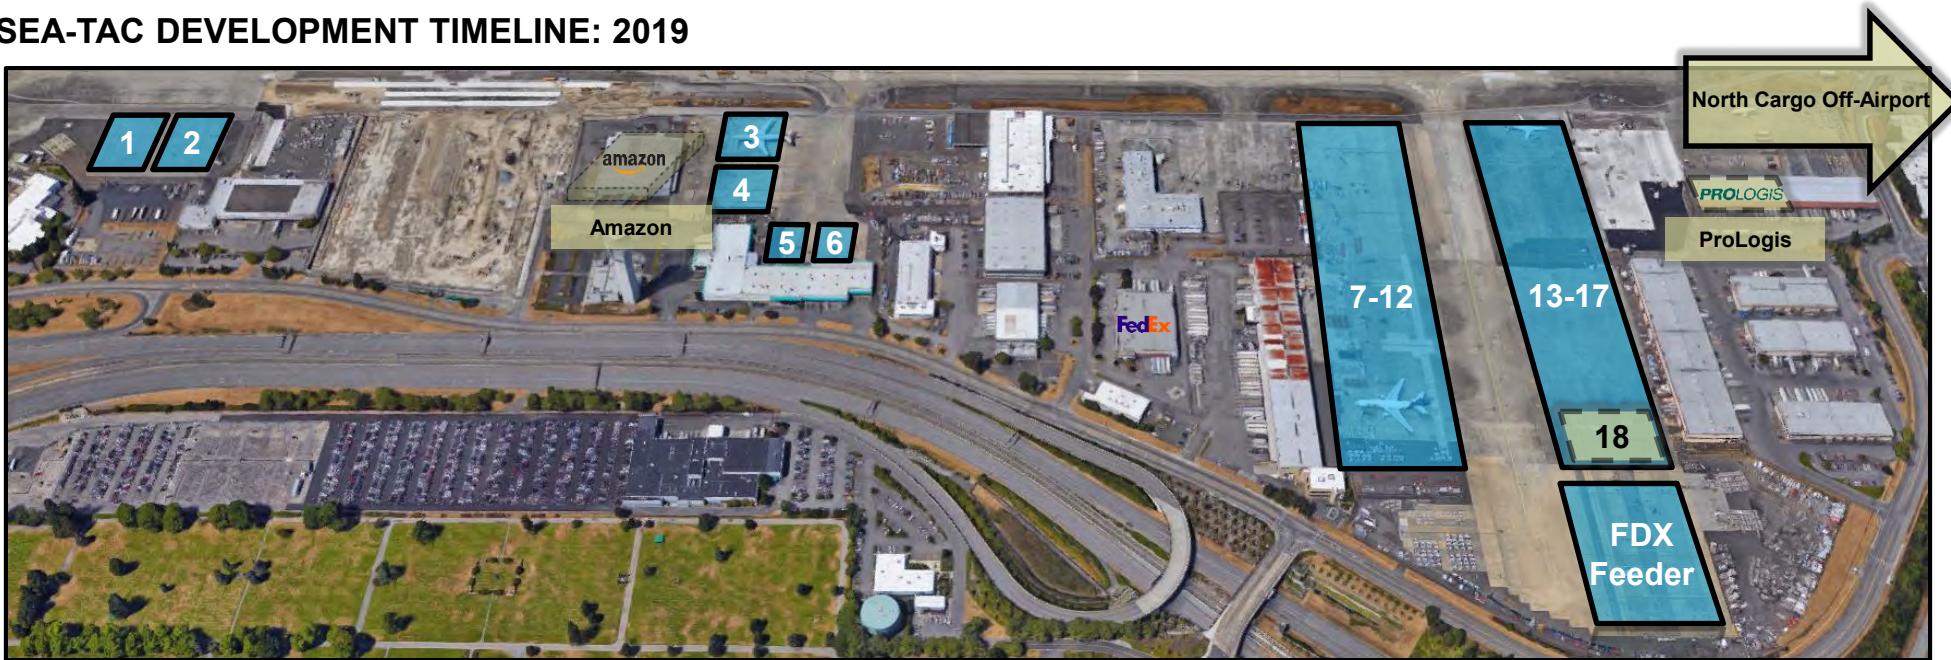 SEA-TAC DEVELOPMENT TIMELINE: 2019
North Cargo Off-Airport
1
2
3
amazon
4
PROLOGIS
Amazon
5
6
ProLogis
7-12
13-17
FedEx
18
FDX
Feeder